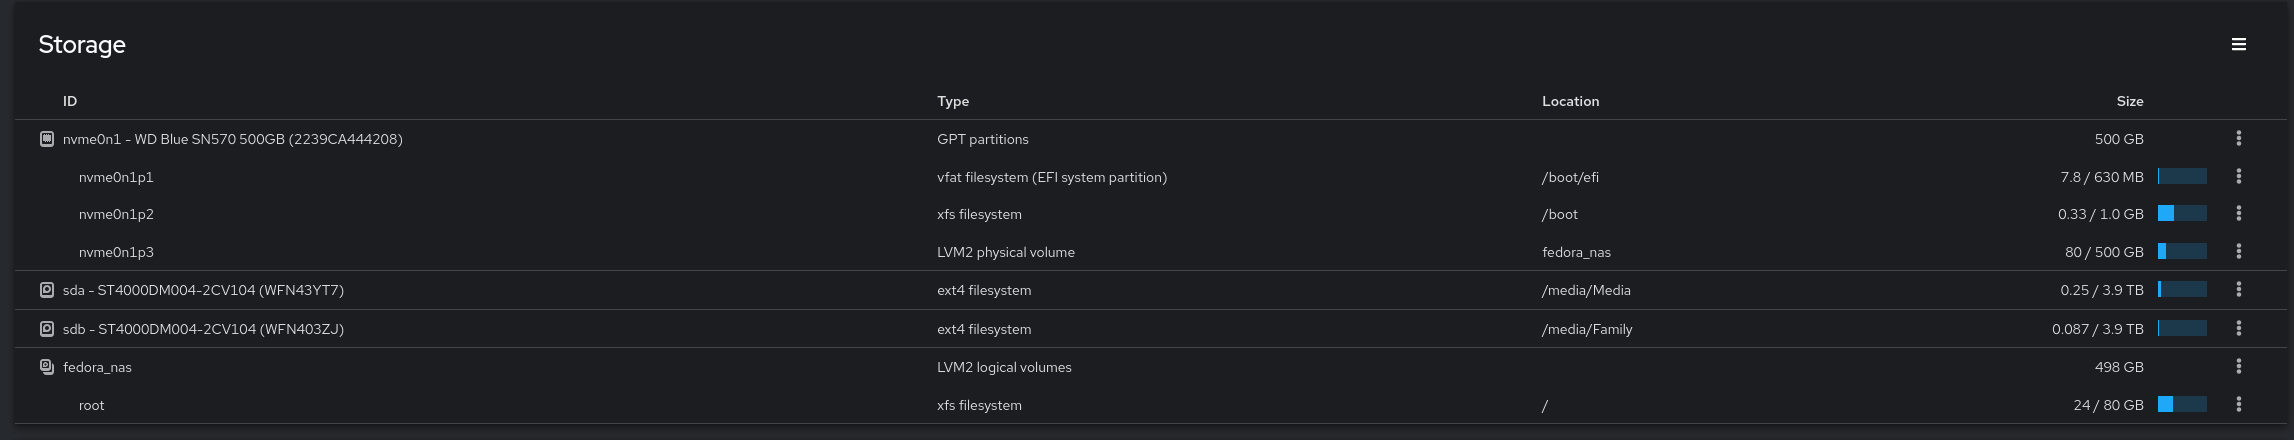 Storage
ID Type Location Size
nvme0n1 - WD Blue SN570 500GB (2239CA444208) GPT partitions 500 GB
nvme0n1p1 vfat filesystem (EFI system partition) /boot/efi 7.8 / 630 MB
nvme0n1p2 xfs filesystem /boot 0.33 / 1.0 GB
nvme0n1p3 LVM2 physical volume fedora_nas 80 / 500 GB
sda - ST4000DM004-2CV104 (WFN43YT7) ext4 filesystem /media/Media 0.25 / 3.9 TB
sdb - ST4000DM004-2CV104 (WFN403ZJ) ext4 filesystem /media/Family 0.087 / 3.9 TB
fedora_nas LVM2 logical volumes 498 GB
root xfs filesystem / 24 / 80 GB